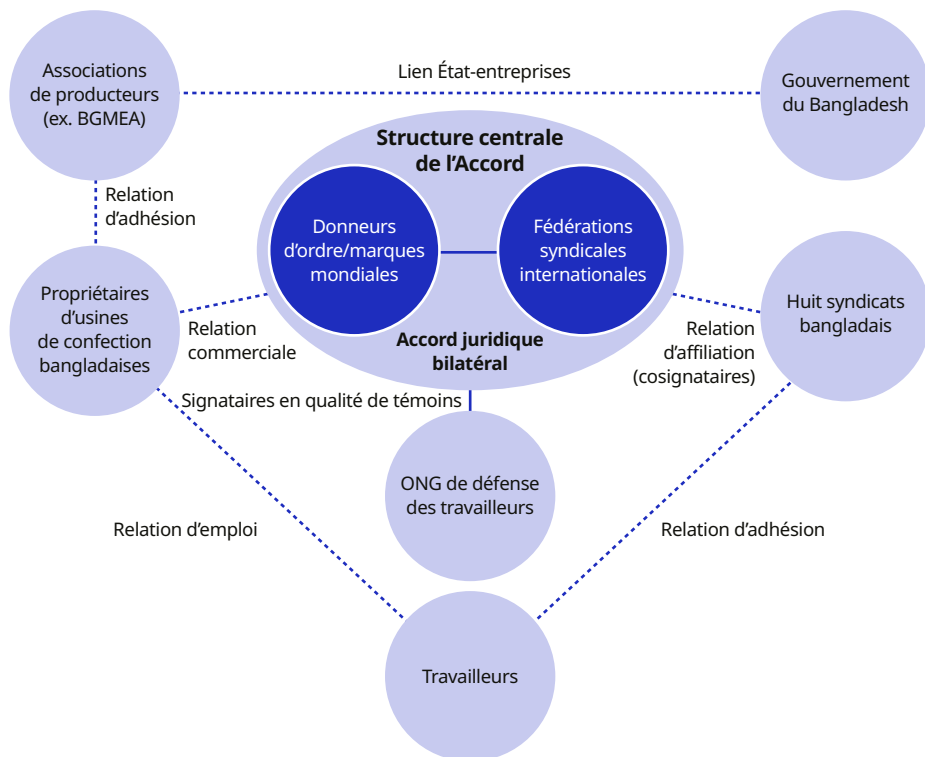 Associations
de producteurs
(ex. BGMEA)
Lien État-entreprises
Gouvernement
du Bangladesh
Structure centrale
de l’Accord
Relation
d’adhésion
Donneurs
d’ordre/marques
mondiales
Fédérations
syndicales
internationales
Propriétaires
d’usines
de confection
bangladaises
Relation
commerciale
Accord juridique
bilatéral
Relation
d’affiliation
(cosignataires)
Huit syndicats
bangladais
Signataires en qualité de témoins
ONG de défense
des travailleurs
Relation d’emploi
Relation d’adhésion
Travailleurs